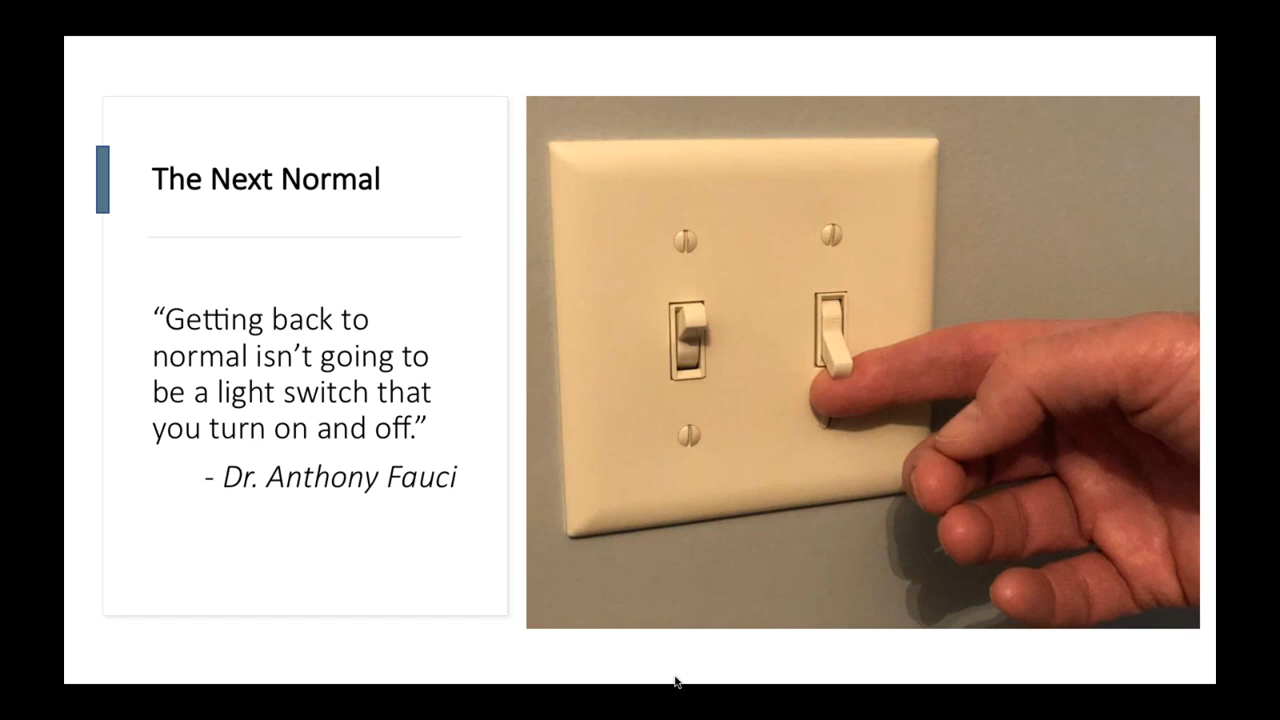 The Next Normal
“Getting back to
normal isn’t going to
be a light switch that
you turn on and off.”
- Dr. Anthony Fauci